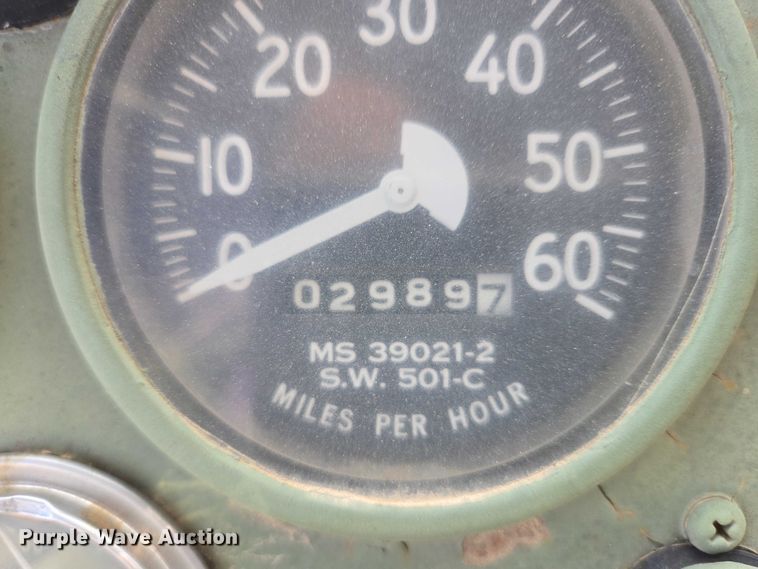 30
20 40
10 50
0 60
029897
MS 39021-2
S.W. 501-C
MILES PER HOUR
Purple Wave Auction